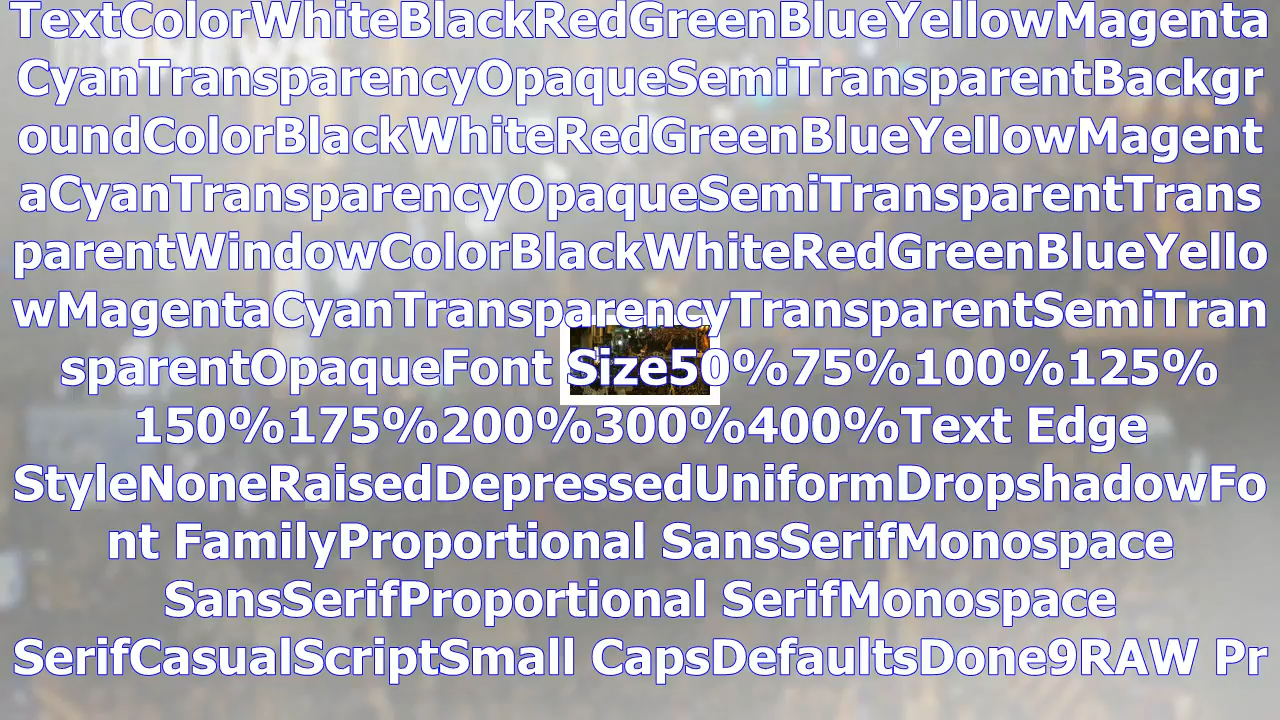 TextColorWhiteBlackRedGreenBlueYellowMagenta
CyanTransparencyOpaqueSemiTransparentBackgr
oundColorBlackWhiteRedGreenBlueYellowMagent
aCyanTransparencyOpaqueSemiTransparentTrans
parentWindowColorBlackWhiteRedGreenBlueYello
wMagentaCyanTransparencyTransparentSemiTran
sparentOpaqueFont Size50%75%100%125%
150%175%200%300%400%Text Edge
StyleNoneRaisedDepressedUniformDropshadowFo
nt FamilyProportional SansSerifMonospace
SansSerifProportional SerifMonospace
SerifCasualScriptSmall CapsDefaultsDone9RAW Pr